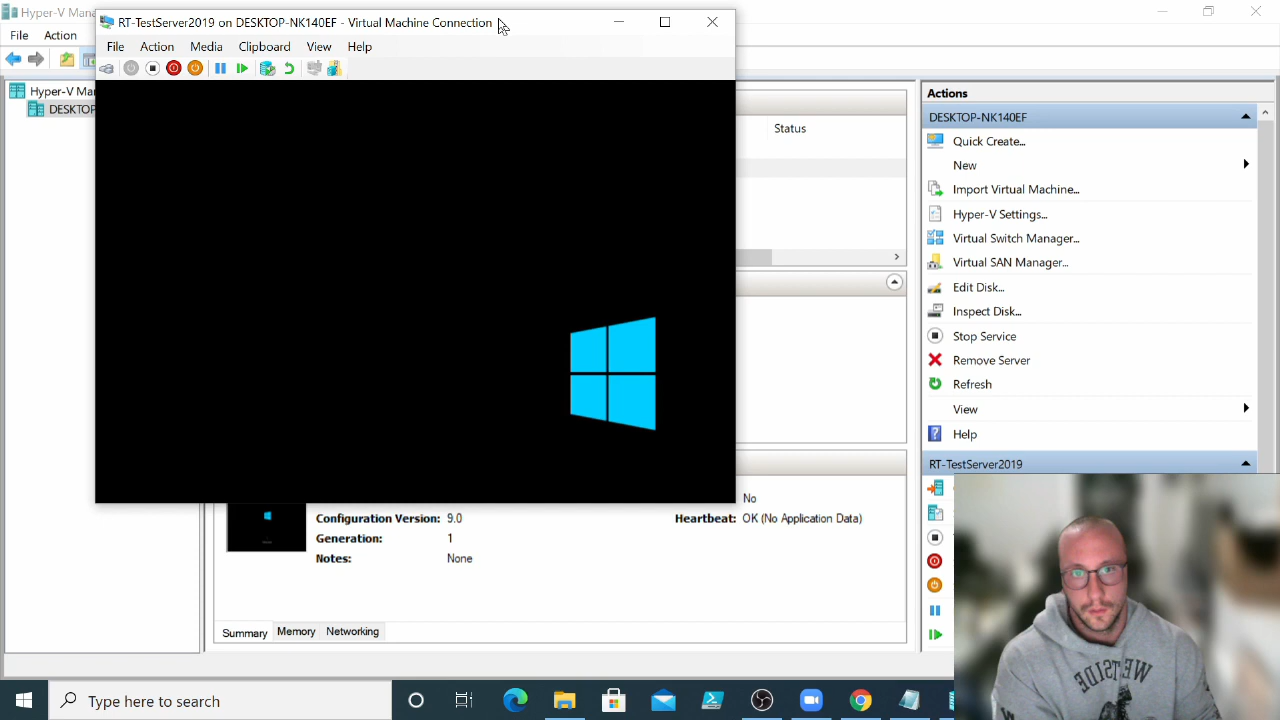 Hyper-V Mana
File Action
RT-TestServer2019 on DESKTOP-NK140EF - Virtual Machine Connection
File Action Media Clipboard View Help
Hyper-V Mana
DESKTOP
Status
No
Configuration Version: 9.0
Heartbeat: OK (No Application Data)
Generation: 1
Notes: None
Summary Memory Networking
Actions
DESKTOP-NK140EF
Quick Create...
New
Import Virtual Machine...
Hyper-V Settings...
Virtual Switch Manager...
Virtual SAN Manager...
Edit Disk...
Inspect Disk...
Stop Service
Remove Server
Refresh
View
Help
RT-TestServer2019
WESTSIDE
Type here to search